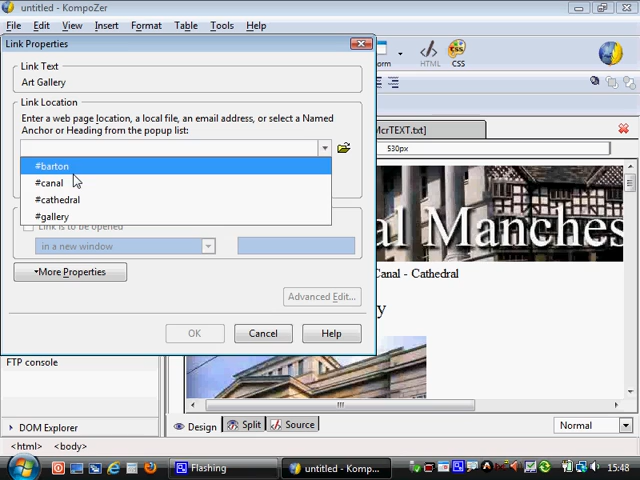 untitled - KompoZer
File Edit View Insert Format Table Tools Help
Link Properties
Link Text
Art Gallery
Link Location
Enter a web page location, a local file, an email address, or select a Named
Anchor or Heading from the popup list:
#barton
#canal
#cathedral
#gallery
Link is to be opened
in a new window
More Properties
Advanced Edit...
OK Cancel Help
orm HTML CSS
McrTEXT.txt]
530px
al Manches
Canal - Cathedral
y
FTP console
DOM Explorer
Design Split Source
Normal
<html> <body>
Flashing
untitled - KompoZ...
15:48